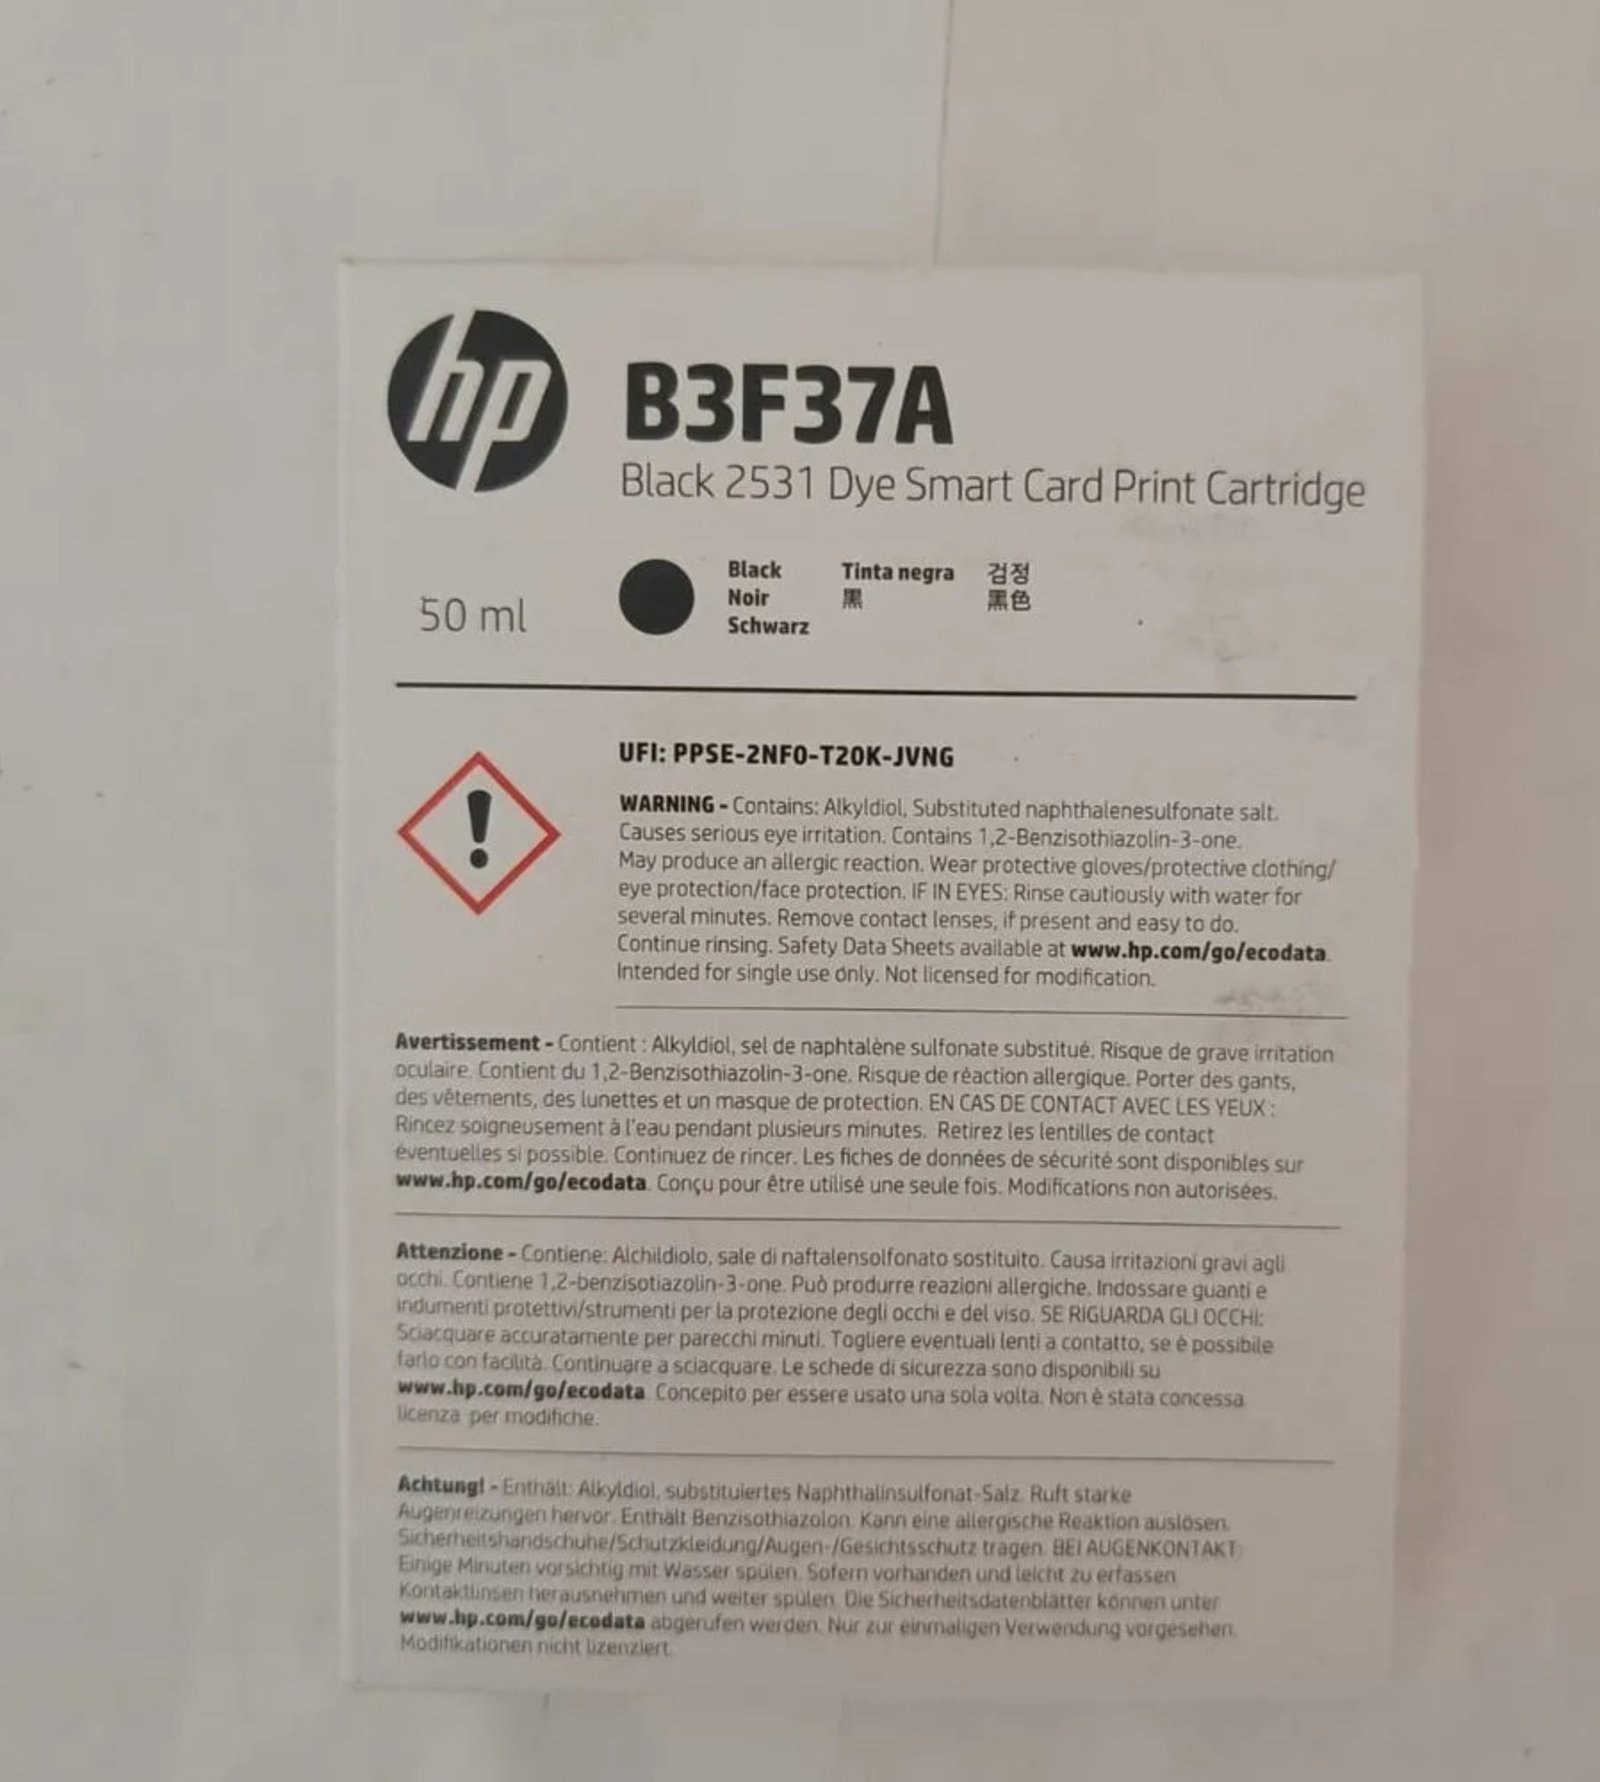 hp
B3F37A
Black 2531 Dye Smart Card Print Cartridge
50 ml
Black Tinta negra 검정
Noir 黒 黑色
Schwarz
UFI: PPSE-2NF0-T20K-JVNG
WARNING - Contains: Alkyldiol, Substituted naphthalenesulfonate salt.
Causes serious eye irritation. Contains 1,2-Benzisothiazolin-3-one.
May produce an allergic reaction. Wear protective gloves/protective clothing/
eye protection/face protection. IF IN EYES: Rinse cautiously with water for
several minutes. Remove contact lenses, if present and easy to do.
Continue rinsing. Safety Data Sheets available at www.hp.com/go/ecodata.
Intended for single use only. Not licensed for modification.
Avertissement - Contient : Alkyldiol, sel de naphtalène sulfonate substitué. Risque de grave irritation
oculaire. Contient du 1,2-Benzisothiazolin-3-one. Risque de réaction allergique. Porter des gants,
des vêtements, des lunettes et un masque de protection. EN CAS DE CONTACT AVEC LES YEUX :
Rincez soigneusement à l'eau pendant plusieurs minutes. Retirez les lentilles de contact
éventuelles si possible. Continuez de rincer. Les fiches de données de sécurité sont disponibles sur
www.hp.com/go/ecodata. Conçu pour être utilisé une seule fois. Modifications non autorisées.
Attenzione - Contiene: Alchildiolo, sale di naftalensolfonato sostituito. Causa irritazioni gravi agli
occhi. Contiene 1,2-benzisotiazolin-3-one. Può produrre reazioni allergiche. Indossare guanti e
indumenti protettivi/strumenti per la protezione degli occhi e del viso. SE RIGUARDA GLI OCCHI:
Sciacquare accuratamente per parecchi minuti. Togliere eventuali lenti a contatto, se è possibile
farlo con facilità. Continuare a sciacquare. Le schede di sicurezza sono disponibili su
www.hp.com/go/ecodata. Concepito per essere usato una sola volta. Non è stata concessa
licenza per modifiche.
Achtung! - Enthält: Alkyldiol, substituiertes Naphthalinsulfonat-Salz. Ruft starke
Augenreizungen hervor. Enthält Benzisothiazolon. Kann eine allergische Reaktion auslösen.
Sicherheitshandschuhe/Schutzkleidung/Augen-/Gesichtsschutz tragen. BEI AUGENKONTAKT:
Einige Minuten vorsichtig mit Wasser spülen. Sofern vorhanden und leicht zu erfassen
Kontaktlinsen herausnehmen und weiter spülen. Die Sicherheitsdatenblätter können unter
www.hp.com/go/ecodata abgerufen werden. Nur zur einmaligen Verwendung vorgesehen.
Modifikationen nicht lizenziert.